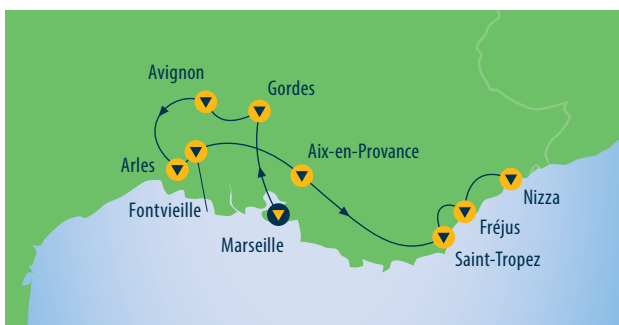 Avignon
Gordes
Arles
Aix-en-Provance
Fontvieille
Nizza
Marseille
Fréjus
Saint-Tropez